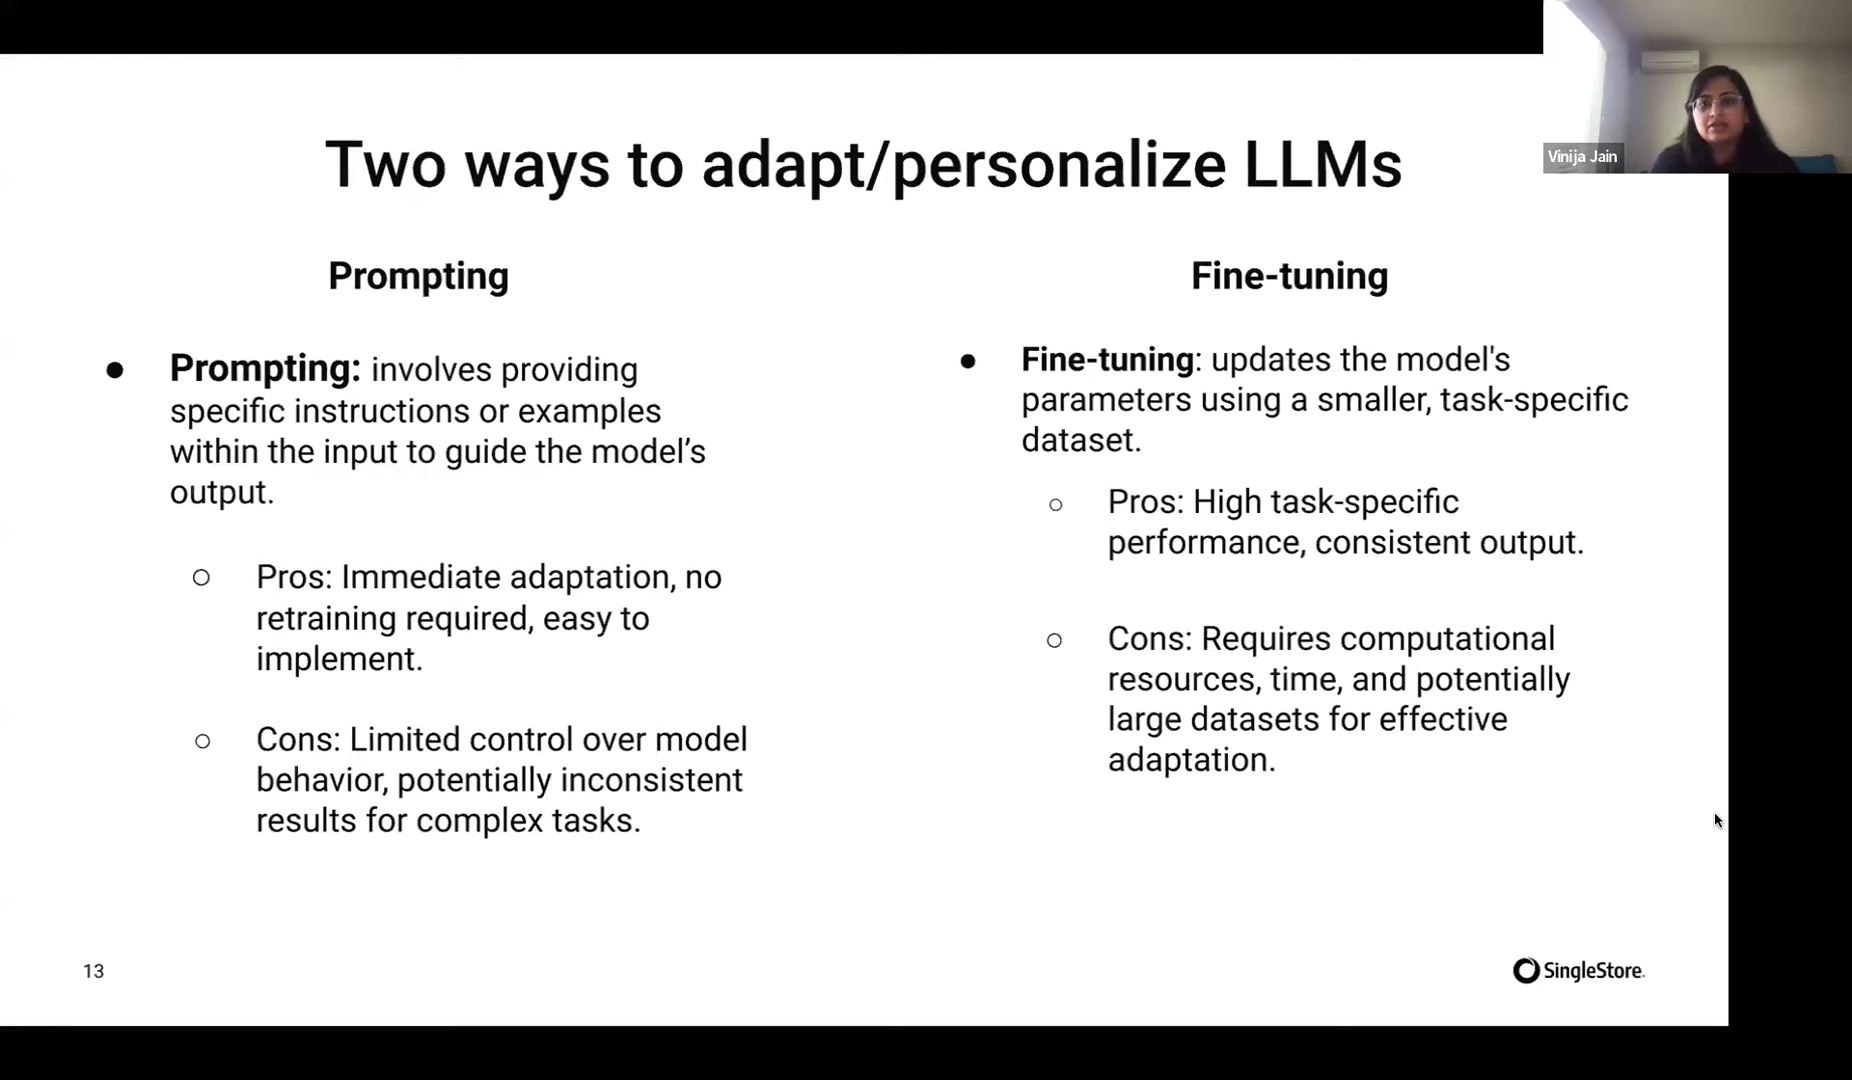 Vinija Jain
Two ways to adapt/personalize LLMs
Prompting
● Prompting: involves providing
specific instructions or examples
within the input to guide the model’s
output.
○ Pros: Immediate adaptation, no
retraining required, easy to
implement.
○ Cons: Limited control over model
behavior, potentially inconsistent
results for complex tasks.
Fine-tuning
● Fine-tuning: updates the model's
parameters using a smaller, task-specific
dataset.
○ Pros: High task-specific
performance, consistent output.
○ Cons: Requires computational
resources, time, and potentially
large datasets for effective
adaptation.
13
SingleStore.